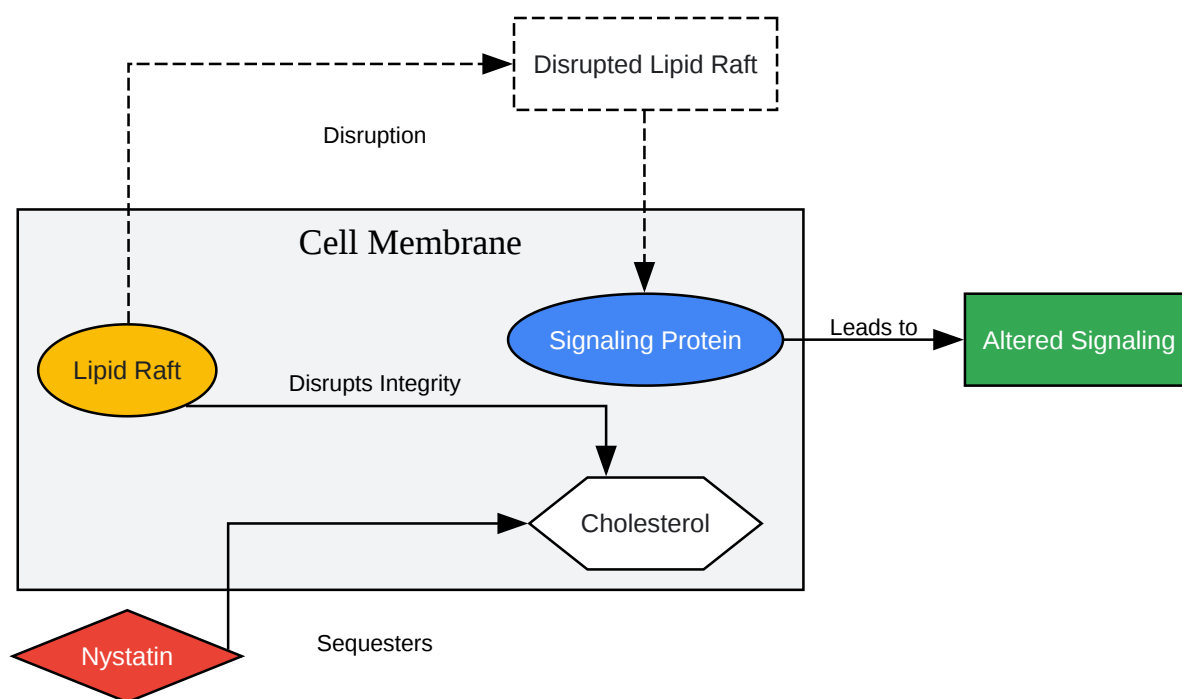 Disrupted Lipid Raft
Disruption
Cell Membrane
Signaling Protein
Leads to
Altered Signaling
Lipid Raft
Disrupts Integrity
Cholesterol
Sequesters
Nystatin